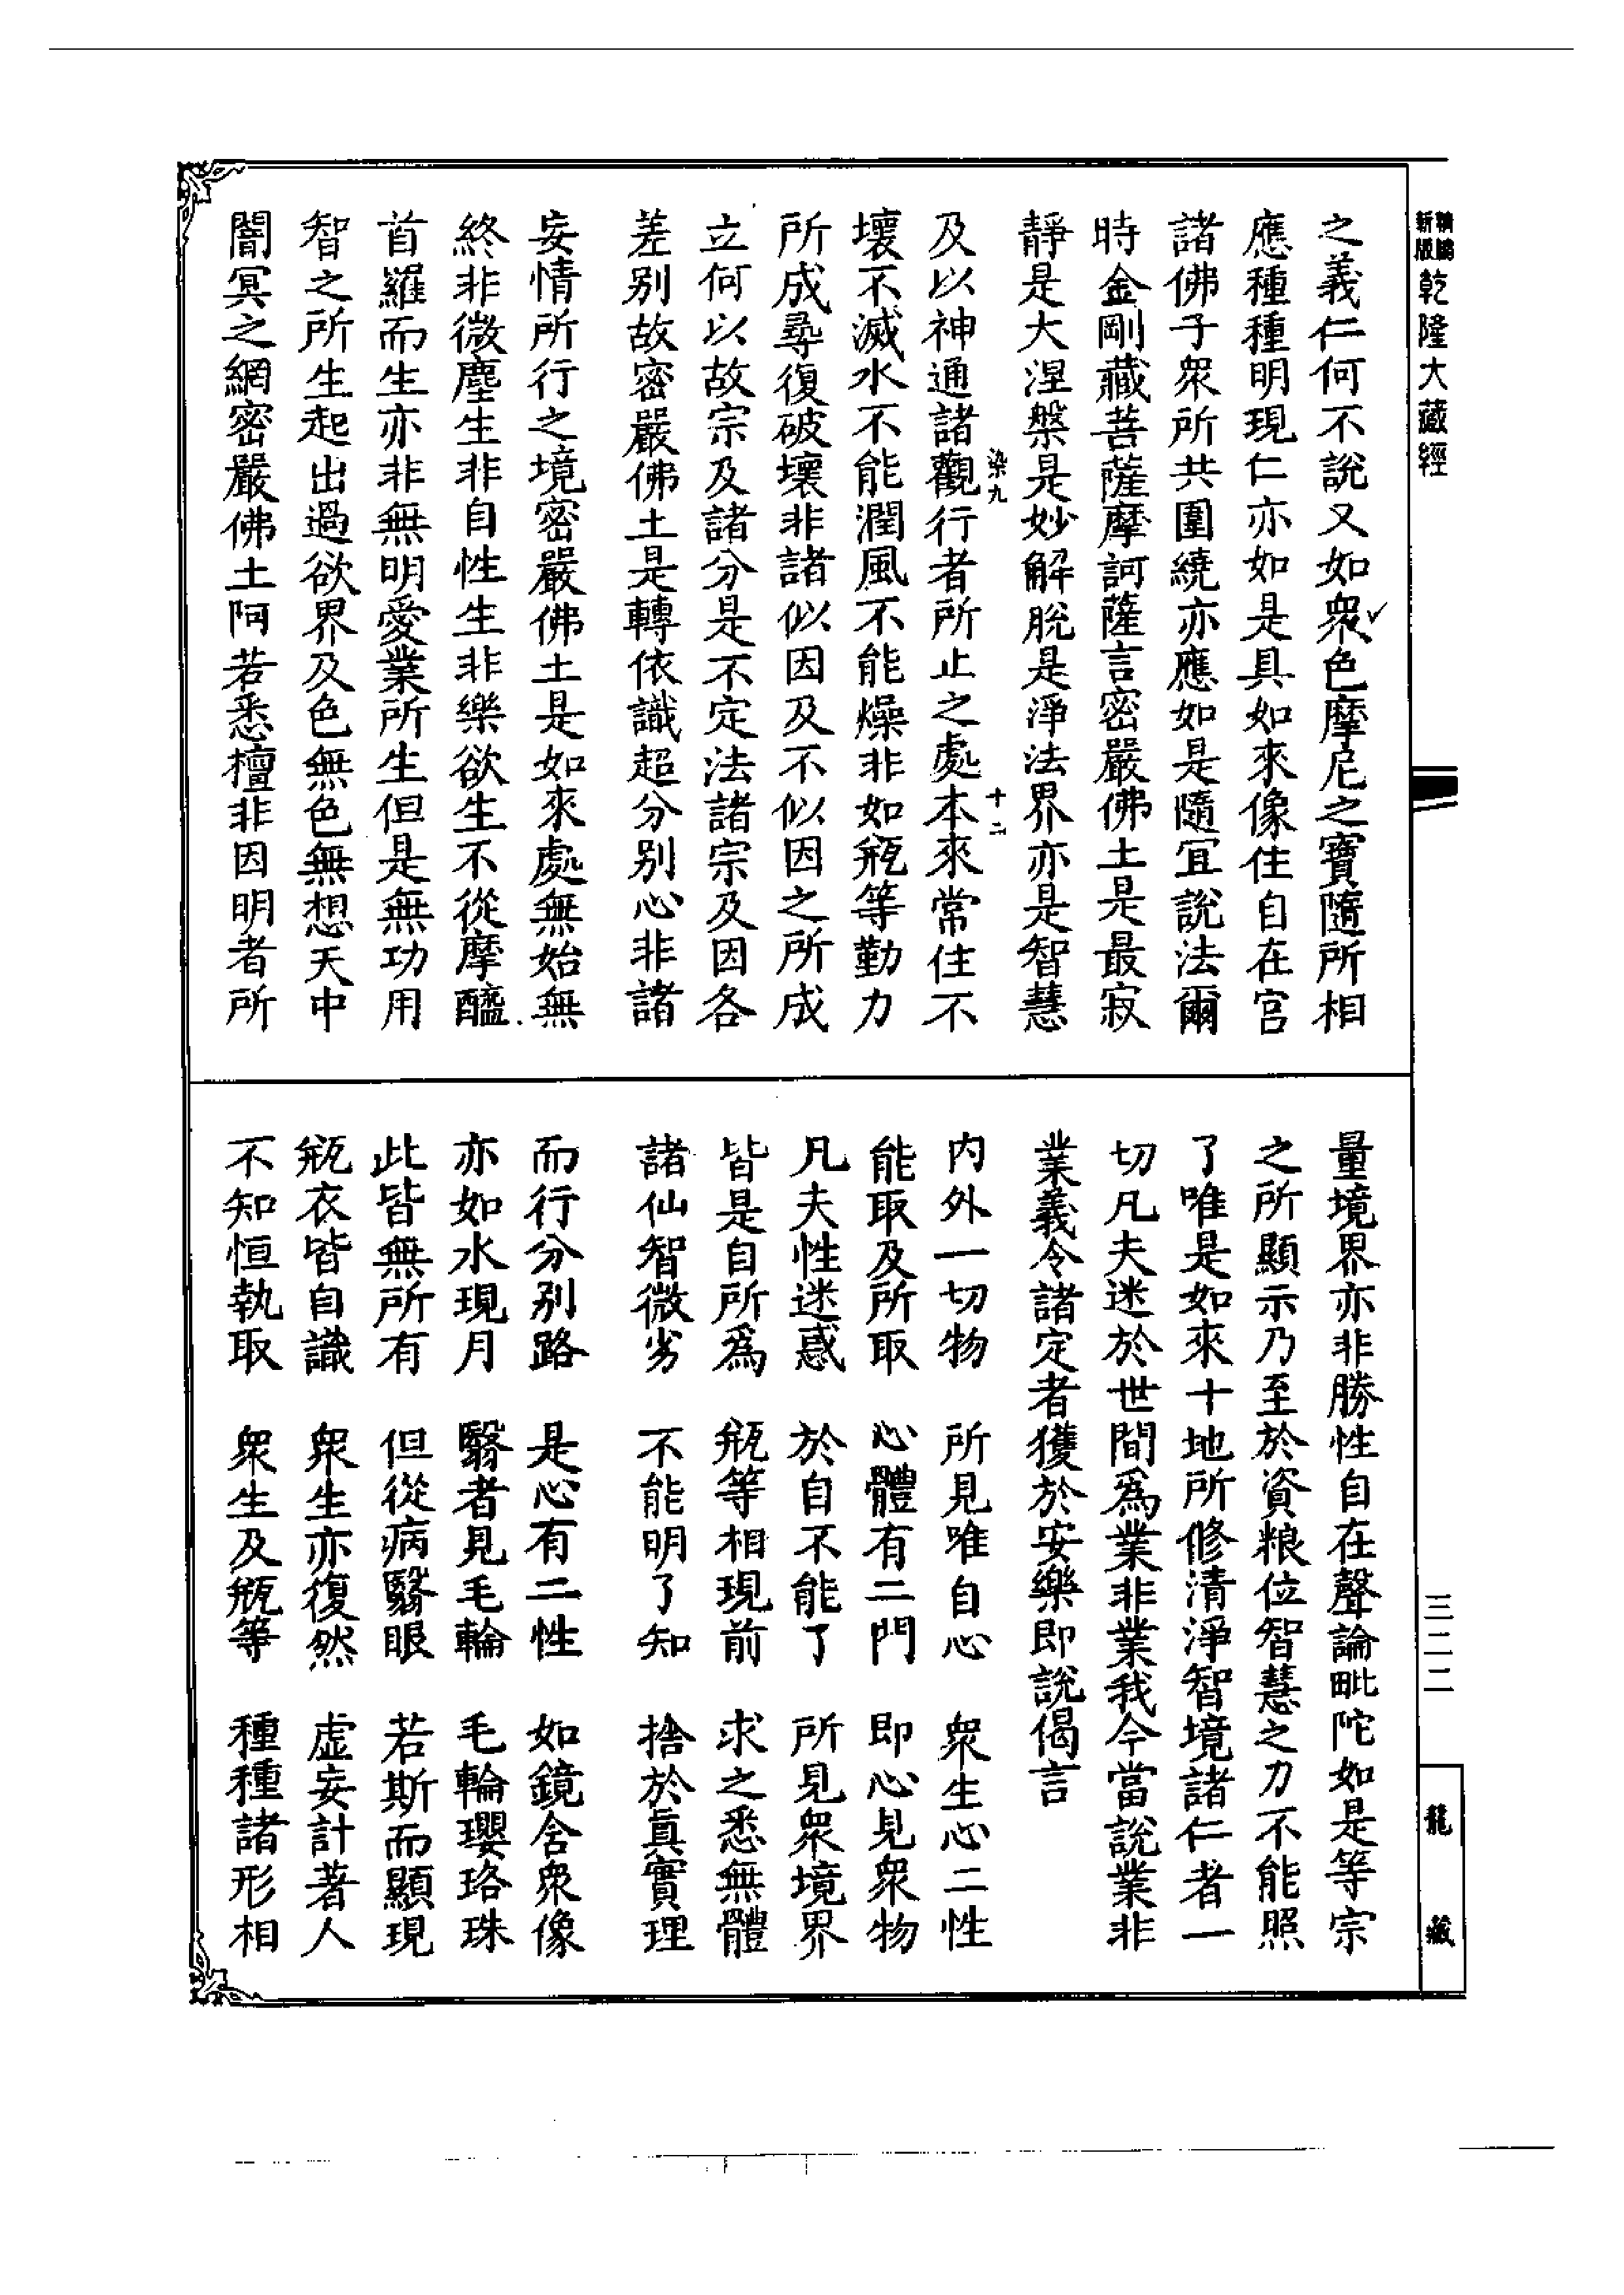 新版
乾隆大藏經
之義仁何不說又如衆色摩尼之寶隨所相
應種種明現仁亦如是具如來像住自在宮
諸佛子衆所共圍繞亦應如是隨宜說法爾
時金剛藏菩薩摩訶薩言密嚴佛土是最寂
靜是大涅槃是妙解脫是淨法界亦是智慧
染九
十二
及以神通諸觀行者所止之處本來常住不
壞不滅水不能潤風不能燥非如瓶等勤力
所成尋復破壞非諸似因及不似因之所成
立何以故宗及諸分是不定法諸宗及因各
差別故密嚴佛土是轉依識超分別心非諸
妄情所行之境密嚴佛土是如來處無始無
終非微塵生非自性生非樂欲生不從摩醯
首羅而生亦非無明愛業所生但是無功用
智之所生起出過欲界及色無色無想天中
闇冥之網密嚴佛土阿若悉檀非因明者所
量境界亦非勝性自在聲論毗陀如是等宗
之所顯示乃至於資粮位智慧之力不能照
了唯是如來十地所修清淨智境諸仁者一
切凡夫迷於世間爲業非業我今當說業非
業義令諸定者獲於安樂即說偈言
內外一切物 所見唯自心 衆生心二性
能取及所取 心體有二門 即心見衆物
凡夫性迷惑 於自不能了 所見衆境界
皆是自所爲 瓶等相現前 求之悉無體
諸仙智微劣 不能明了知 捨於眞實理
而行分別路 是心有二性 如鏡含衆像
亦如水現月 翳者見毛輪 毛輪瓔珞珠
此皆無所有 但從病翳眼 若斯而顯現
瓶衣皆自識 衆生亦復然 虛妄計著人
不知恒執取 衆生及瓶等 種種諸形相
三二二
龍藏